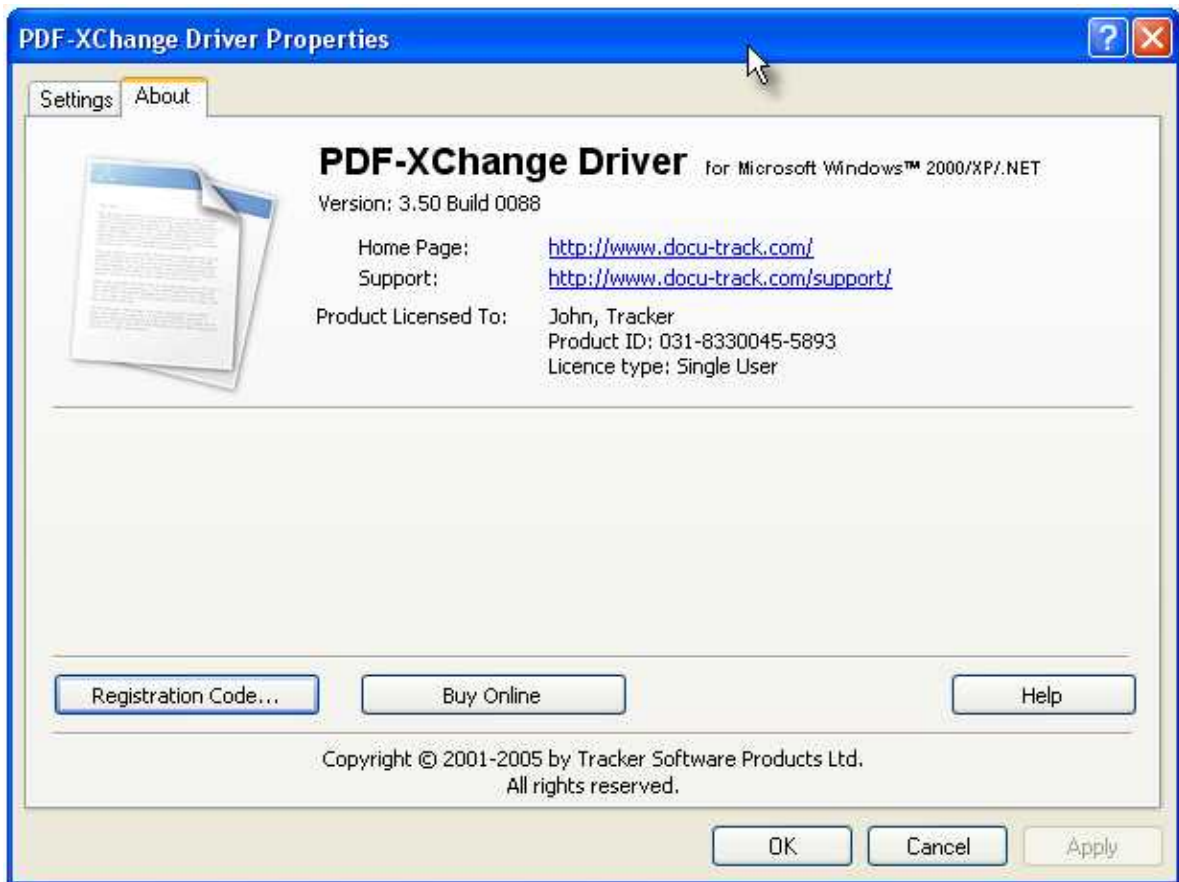 PDF-XChange Driver Properties
Settings About
PDF-XChange Driver for Microsoft Windows™ 2000/XP/.NET
Version: 3.50 Build 0088
Home Page: http://www.docu-track.com/
Support: http://www.docu-track.com/support/
Product Licensed To: John, Tracker
Product ID: 031-8330045-5893
Licence type: Single User
Registration Code... Buy Online Help
Copyright © 2001-2005 by Tracker Software Products Ltd.
All rights reserved.
OK Cancel Apply